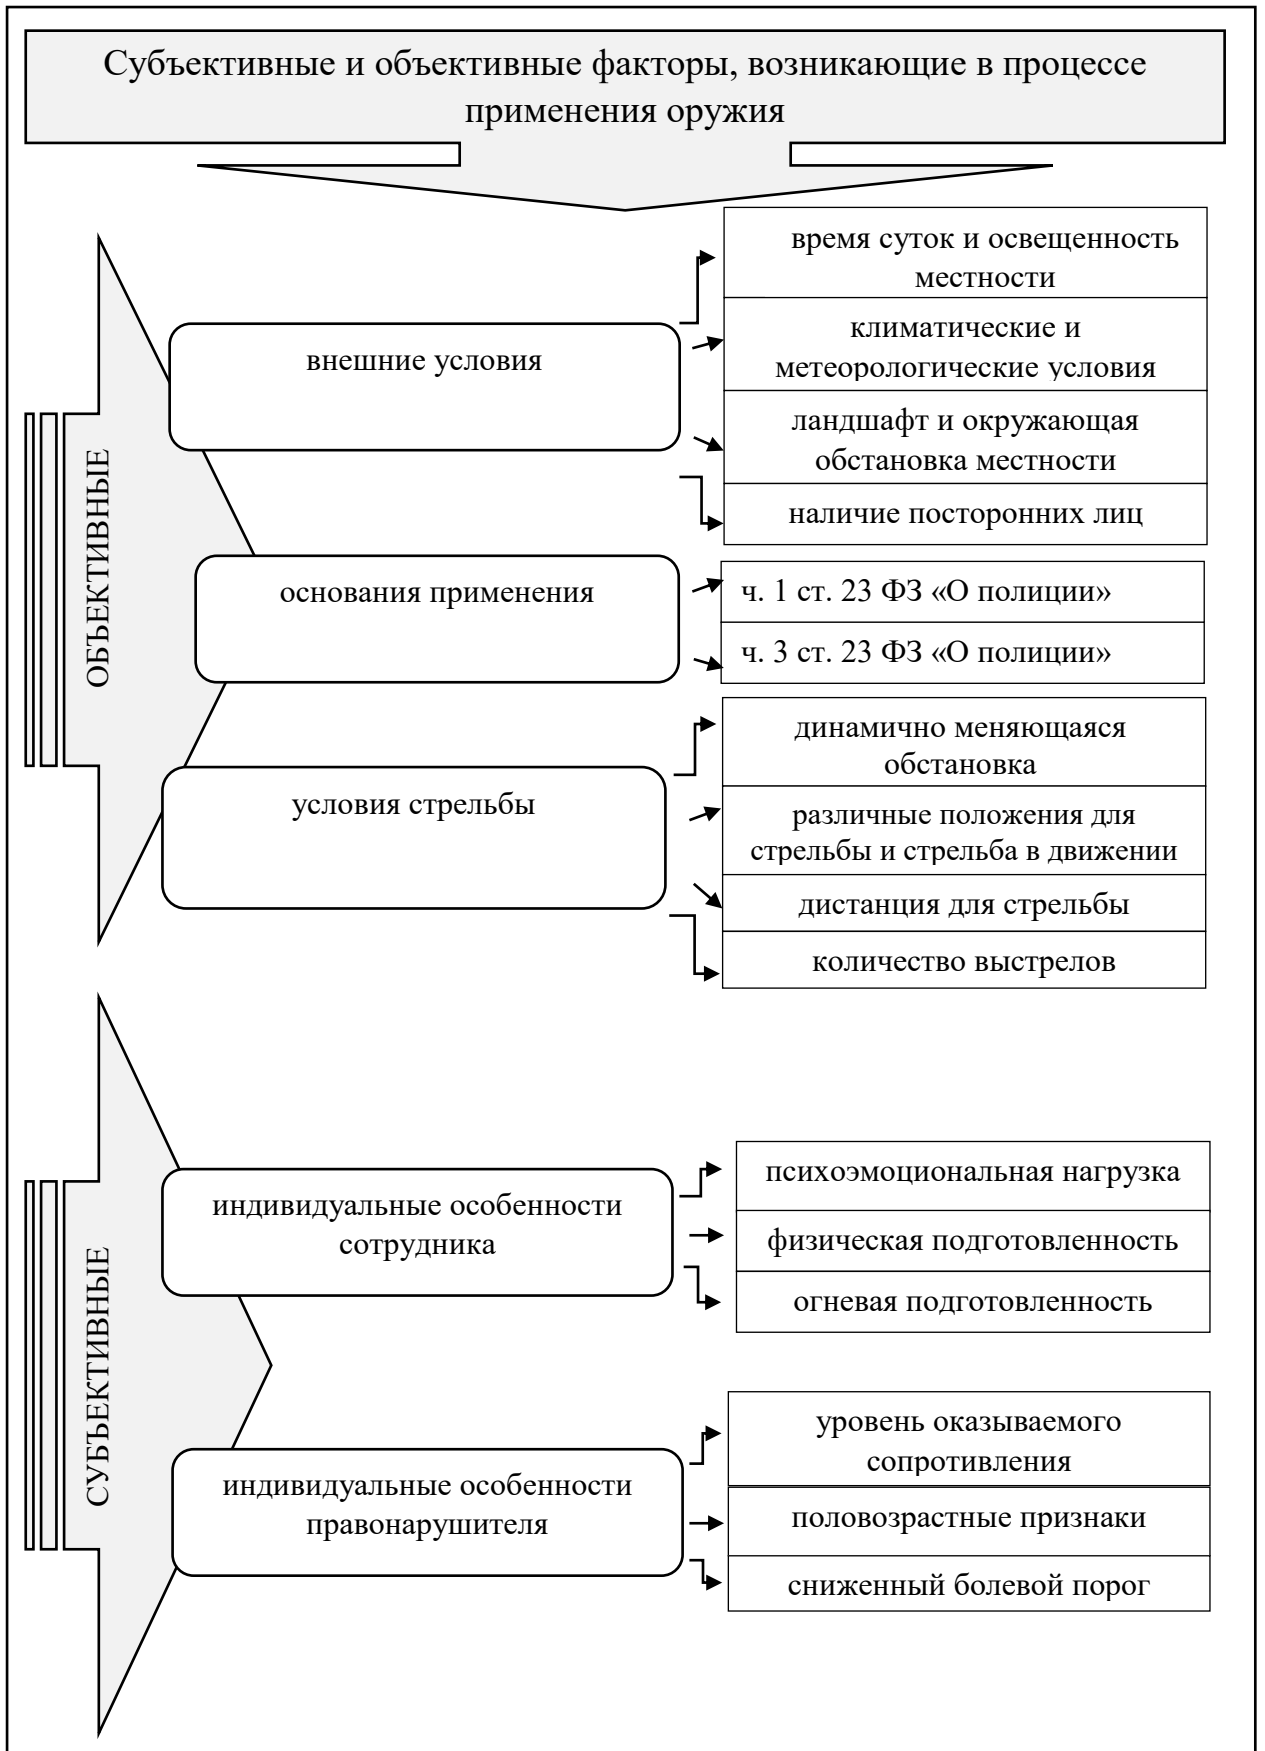 Субъективные и объективные факторы, возникающие в процессе
применения оружия
ОБЪЕКТИВНЫЕ
внешние условия
время суток и освещенность
местности
климатические и
метеорологические условия
ландшафт и окружающая
обстановка местности
наличие посторонних лиц
основания применения
ч. 1 ст. 23 ФЗ «О полиции»
ч. 3 ст. 23 ФЗ «О полиции»
условия стрельбы
динамично меняющаяся
обстановка
различные положения для
стрельбы и стрельба в движении
дистанция для стрельбы
количество выстрелов
СУБЪЕКТИВНЫЕ
индивидуальные особенности
сотрудника
психоэмоциональная нагрузка
физическая подготовленность
огневая подготовленность
индивидуальные особенности
правонарушителя
уровень оказываемого
сопротивления
половозрастные признаки
сниженный болевой порог